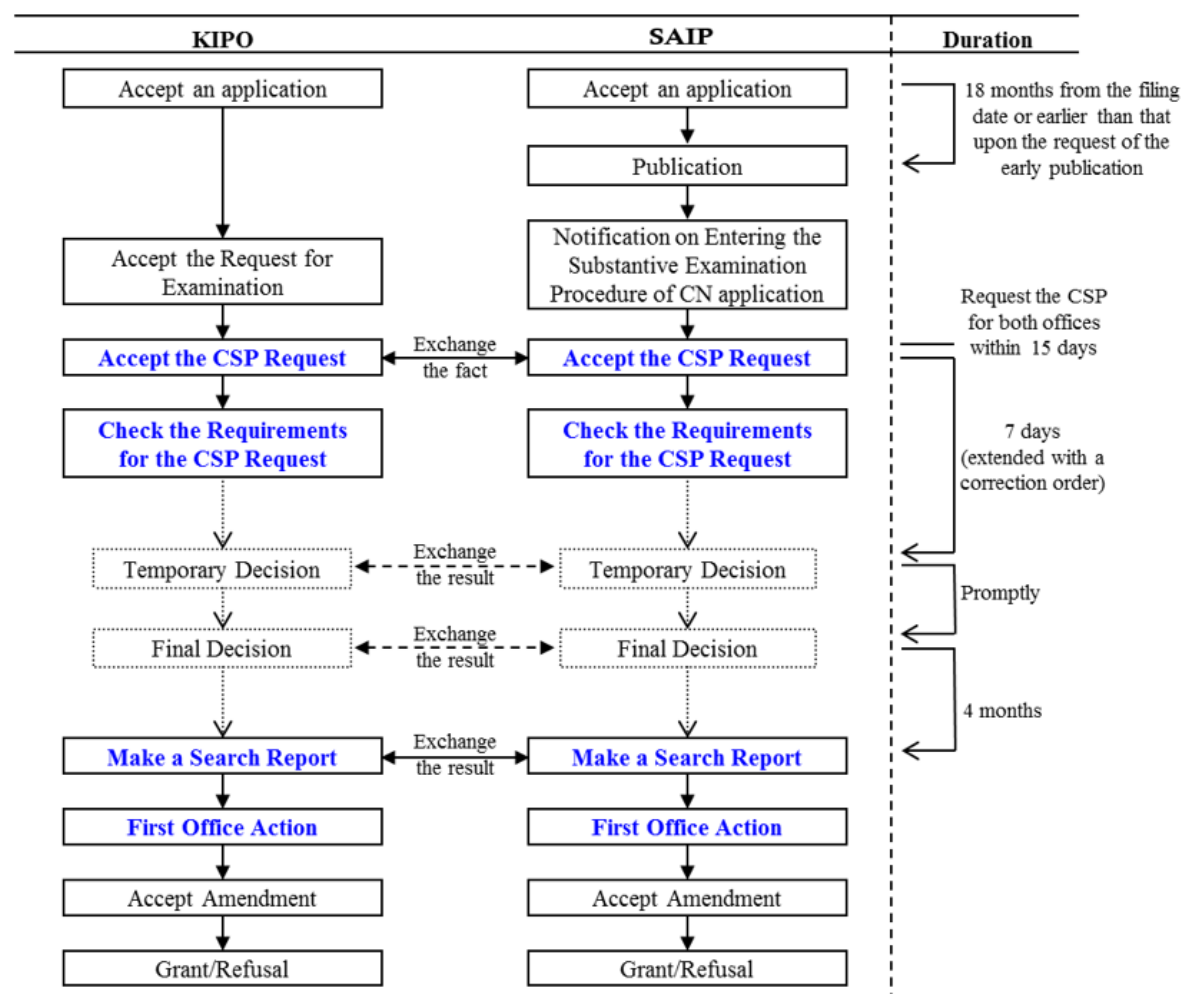 KIPO
SAIP
Duration
Accept an application
Accept an application
18 months from the filing
date or earlier than that
upon the request of the
early publication
Publication
Accept the Request for
Examination
Notification on Entering the
Substantive Examination
Procedure of CN application
Request the CSP
for both offices
within 15 days
Accept the CSP Request
Exchange
the fact
Accept the CSP Request
Check the Requirements
for the CSP Request
Check the Requirements
for the CSP Request
7 days
(extended with a
correction order)
Temporary Decision
Exchange
the result
Temporary Decision
Promptly
Final Decision
Exchange
the result
Final Decision
4 months
Make a Search Report
Exchange
the result
Make a Search Report
First Office Action
First Office Action
Accept Amendment
Accept Amendment
Grant/Refusal
Grant/Refusal